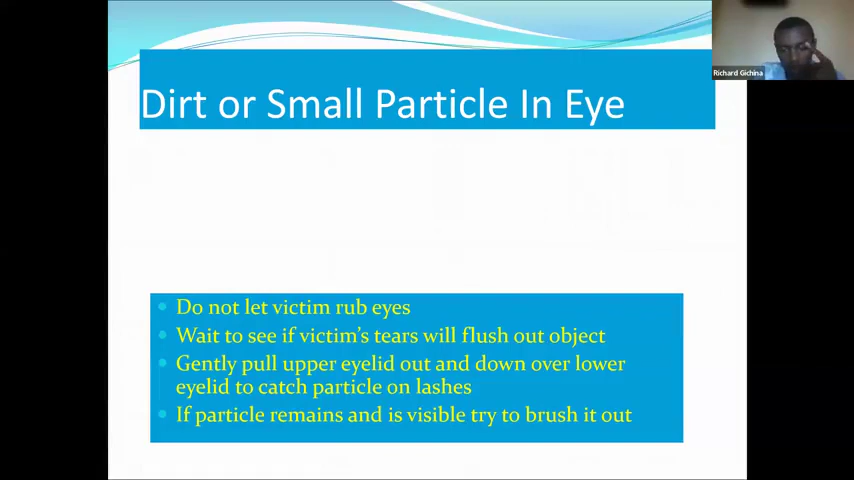 Dirt or Small Particle In Eye
Richard Gichina
Do not let victim rub eyes
Wait to see if victim's tears will flush out object
Gently pull upper eyelid out and down over lower
eyelid to catch particle on lashes
If particle remains and is visible try to brush it out